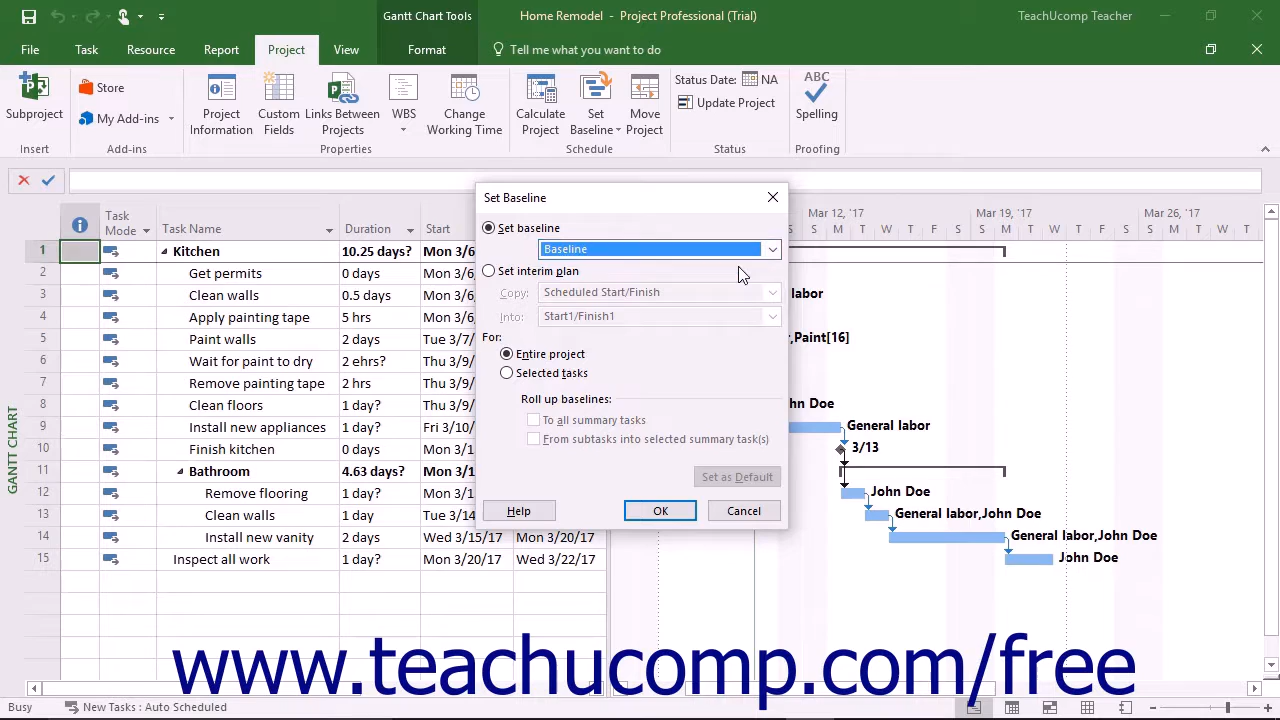 Gantt Chart Tools
Home Remodel - Project Professional (Trial)
TeachUcomp Teacher
File Task Resource Report Project View Format Tell me what you want to do
Subproject
Insert
Store
My Add-ins
Add-ins
Project Information
Custom Fields
Links Between Projects
WBS
Change Working Time
Properties
Calculate Project
Set Baseline
Move Project
Schedule
Status Date: NA
Update Project
Status
ABC
Spelling
Proofing
Task Mode Task Name Duration Start
1 Kitchen 10.25 days? Mon 3/6
2 Get permits 0 days Mon 3/6
3 Clean walls 0.5 days Mon 3/6
4 Apply painting tape 5 hrs Mon 3/6
5 Paint walls 2 days Tue 3/7/
6 Wait for paint to dry 2 ehrs? Thu 3/9/
7 Remove painting tape 2 hrs Thu 3/9/
8 Clean floors 1 day? Thu 3/9/
9 Install new appliances 1 day? Fri 3/10/
10 Finish kitchen 0 days Mon 3/1
11 Bathroom 4.63 days? Mon 3/1
12 Remove flooring 1 day? Mon 3/1
13 Clean walls 1 day Tue 3/14
14 Install new vanity 2 days Wed 3/15/17 Mon 3/20/17
15 Inspect all work 1 day? Mon 3/20/17 Wed 3/22/17
GANTT CHART
Set Baseline
Set baseline
Baseline
Set interim plan
Copy: Scheduled Start/Finish
Into: Start1/Finish1
For:
Entire project
Selected tasks
Roll up baselines:
To all summary tasks
From subtasks into selected summary task(s)
Set as Default
Help OK Cancel
Mar 12, '17 Mar 19, '17 Mar 26, '17
S M T W T F S S M T W T F S S M T
labor
,Paint[16]
hn Doe
General labor
3/13
John Doe
General labor,John Doe
General labor,John Doe
John Doe
www.teachucomp.com/free
Busy New Tasks : Auto Scheduled